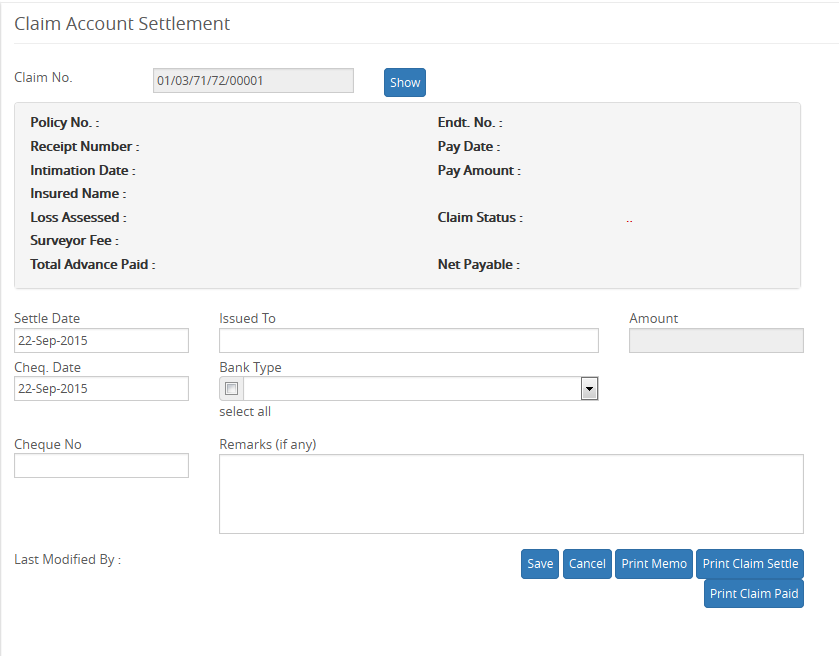 Claim Account Settlement
Claim No. 01/03/71/72/00001 Show
Policy No. : Endt. No. :
Receipt Number : Pay Date :
Intimation Date : Pay Amount :
Insured Name :
Loss Assessed : Claim Status : ..
Surveyor Fee :
Total Advance Paid : Net Payable :
Settle Date Issued To Amount
22-Sep-2015
Cheq. Date Bank Type
22-Sep-2015
select all
Cheque No Remarks (if any)
Last Modified By : Save Cancel Print Memo Print Claim Settle
Print Claim Paid